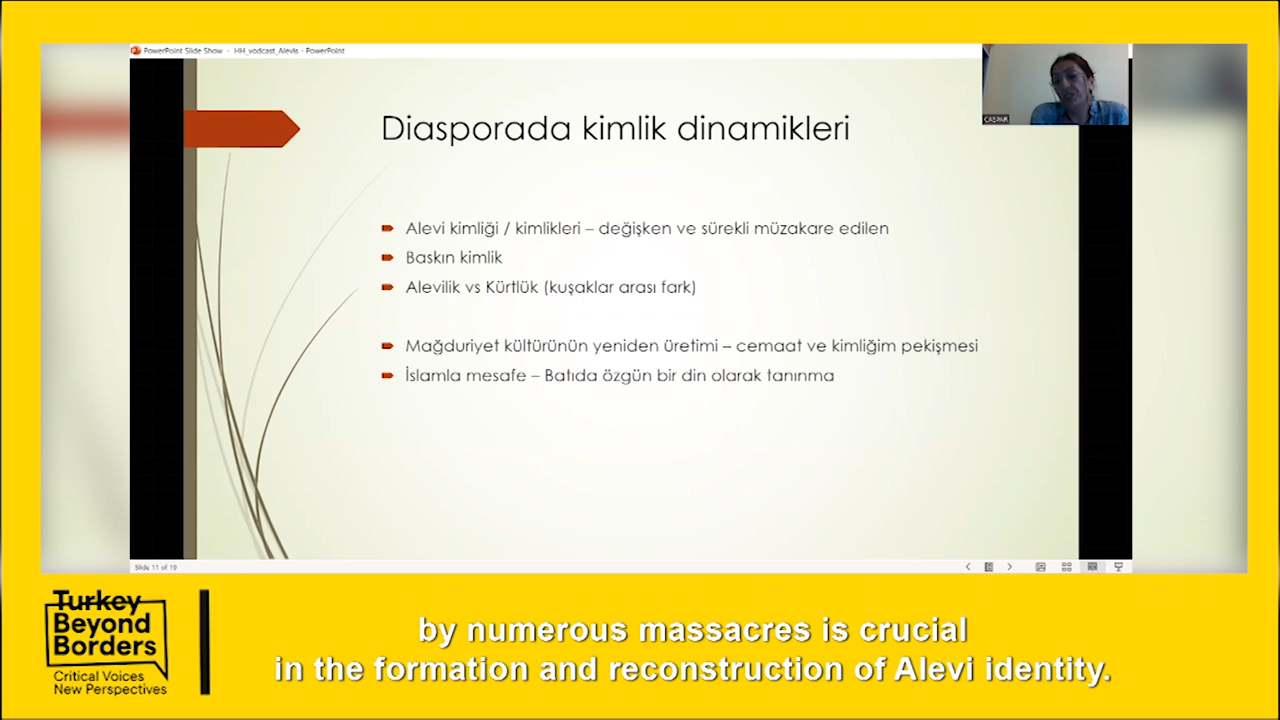 PowerPoint Slide Show - HH_vodcast_Alevis - PowerPoint
CASPAR
Diasporada kimlik dinamikleri
Alevi kimliği / kimlikleri – değişken ve sürekli müzakare edilen
Baskın kimlik
Alevilik vs Kürtlük (kuşaklar arası fark)
Mağduriyet kültürünün yeniden üretimi – cemaat ve kimliğim pekişmesi
İslamla mesafe – Batıda özgün bir din olarak tanınma
Slide 11 of 19
Turkey
Beyond
Borders
Critical Voices
New Perspectives
by numerous massacres is crucial
in the formation and reconstruction of Alevi identity.